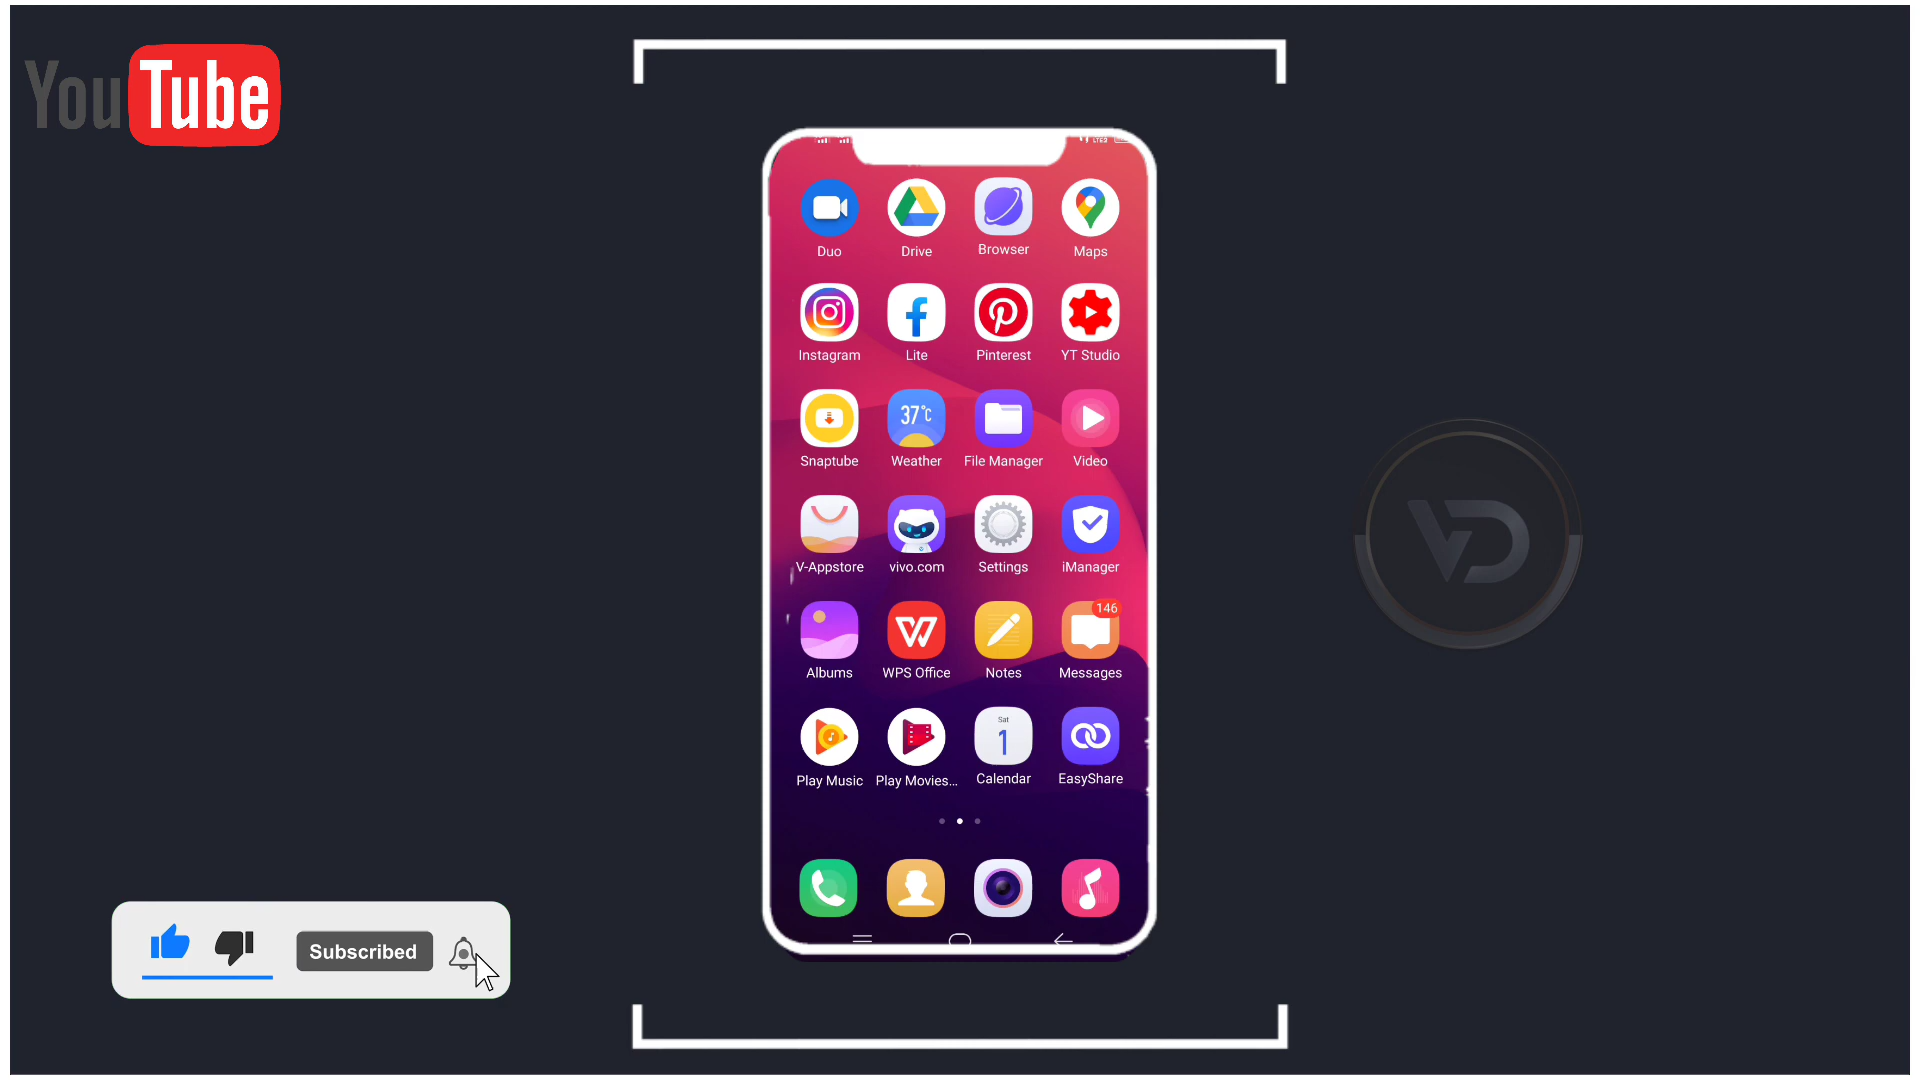 YouTube
Duo Drive Browser Maps
Instagram Lite Pinterest YT Studio
37°C
Snaptube Weather File Manager Video
V-Appstore vivo.com Settings iManager
146
Albums WPS Office Notes Messages
Sat
1
Play Music Play Movies... Calendar EasyShare
VD
Subscribed